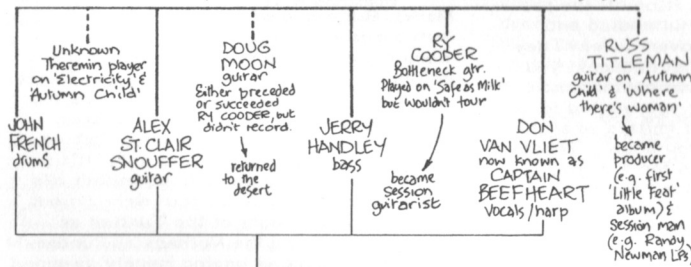 Unknown
Theremin player
on 'Electricity' &
'Autumn Child'
DOUG
MOON
guitar
Either preceded
or succeeded
RY COODER, but
didn't record.
returned
to the
desert
RY
COODER
Bottleneck gtr.
Played on 'Safe as Milk'
but wouldn't tour
became
session
guitarist
RUSS
TITLEMAN
guitar on 'Autumn
Child' & 'Where
there's woman'
became
producer
(e.g. first
'Little Feat'
album) &
session man
(e.g. Randy
Newman LPs)
JOHN
FRENCH
drums
ALEX
ST. CLAIR
SNOUFFER
guitar
JERRY
HANDLEY
bass
DON
VAN VLIET
now known as
CAPTAIN
BEEFHEART
vocals/harp